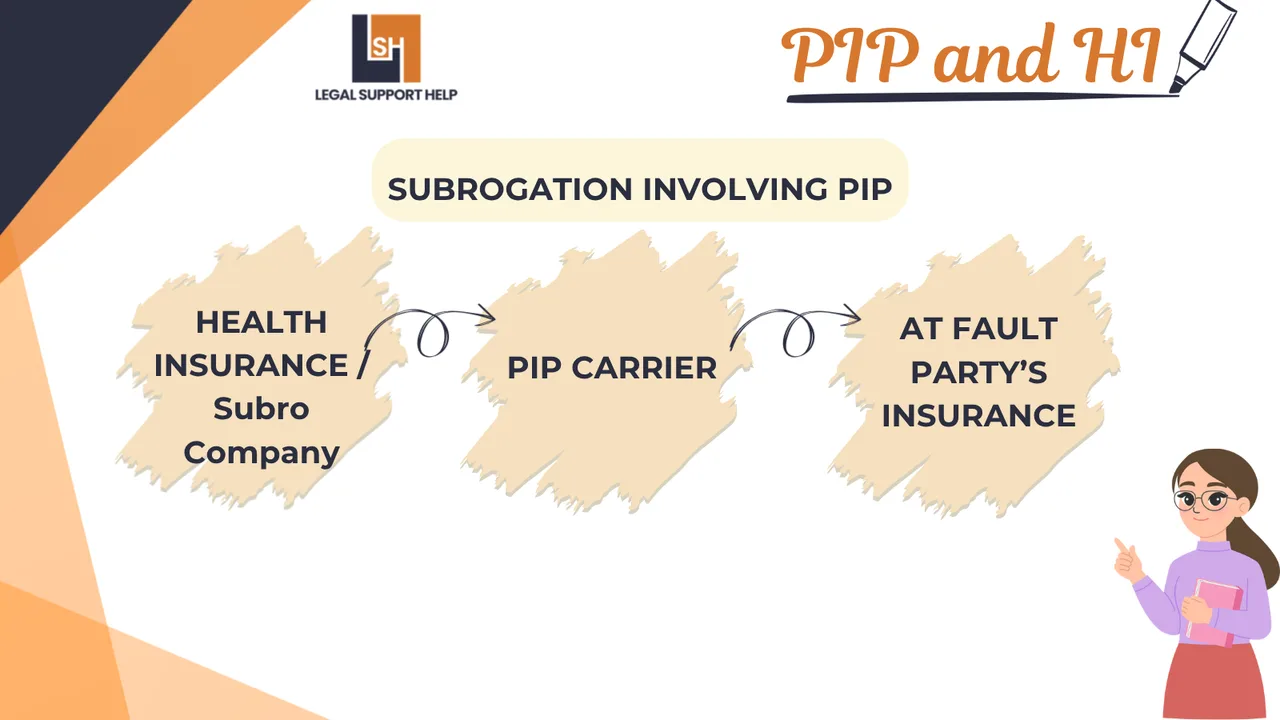 LSH
LEGAL SUPPORT HELP
PIP and HI
SUBROGATION INVOLVING PIP
HEALTH
INSURANCE /
Subro
Company
PIP CARRIER
AT FAULT
PARTY’S
INSURANCE